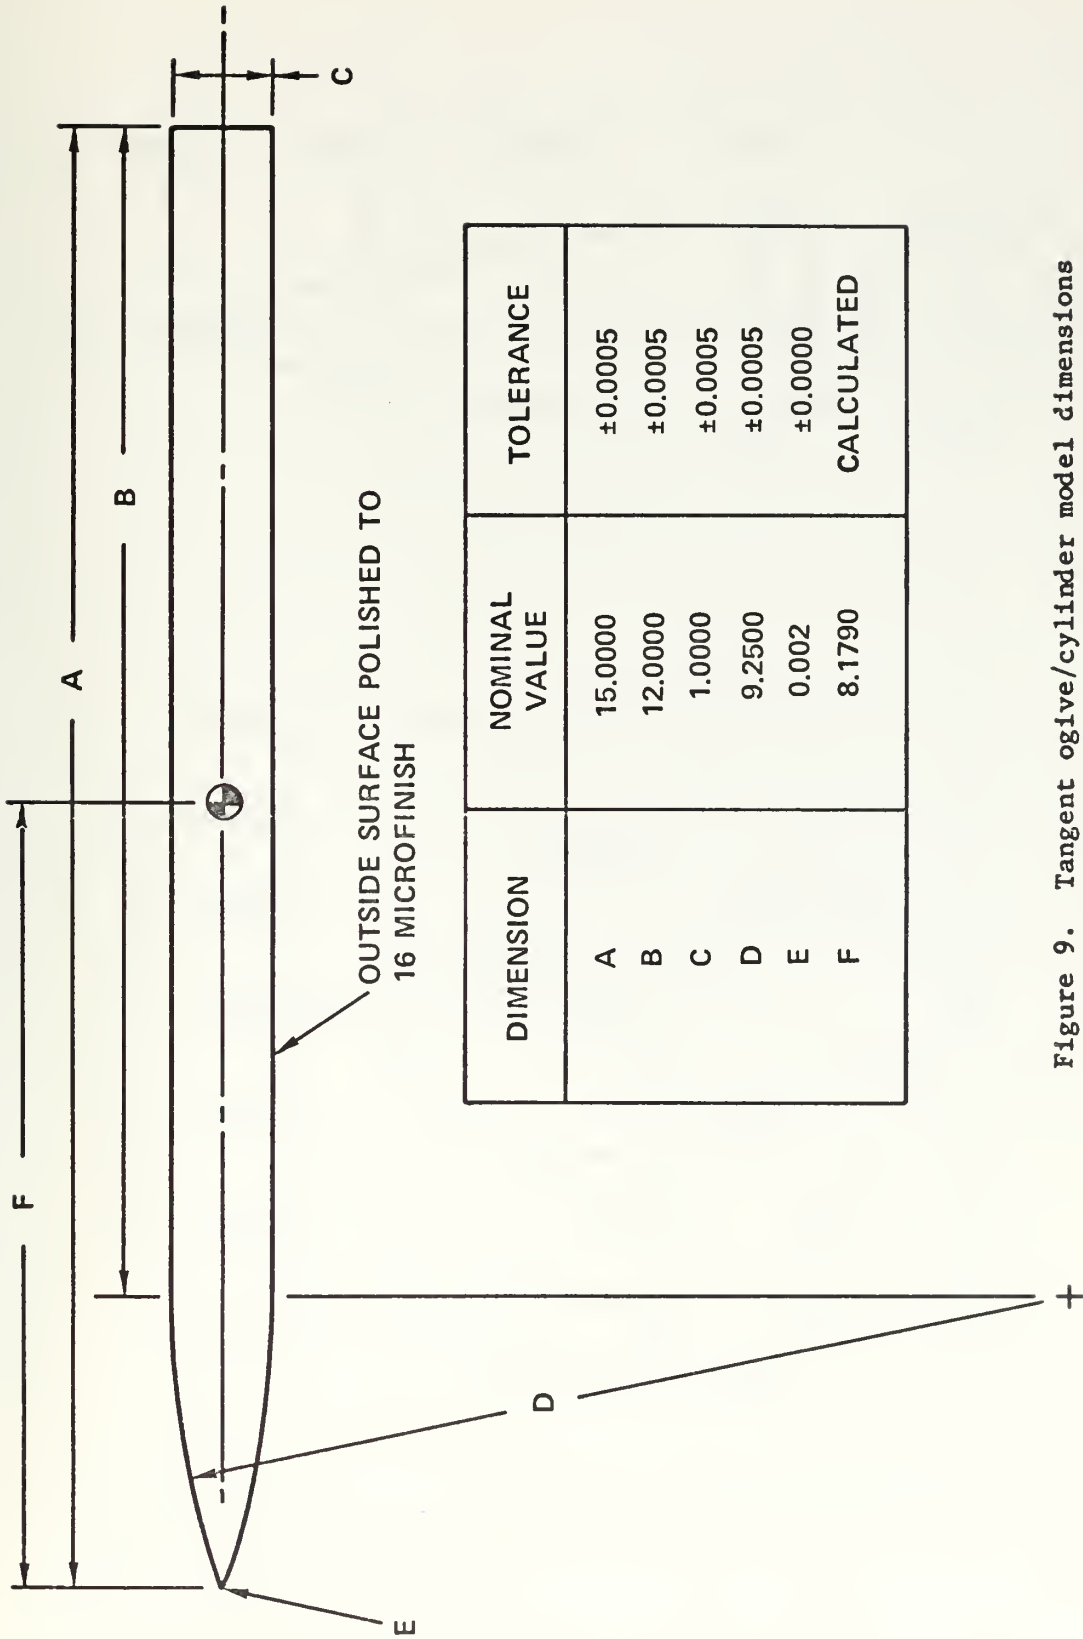 F
A
B
C
D
E
OUTSIDE SURFACE POLISHED TO
16 MICROFINISH
DIMENSION NOMINAL VALUE TOLERANCE
A 15.0000 ±0.0005
B 12.0000 ±0.0005
C 1.0000 ±0.0005
D 9.2500 ±0.0005
E 0.002 ±0.0000
F 8.1790 CALCULATED
Figure 9. Tangent ogive/cylinder model dimensions